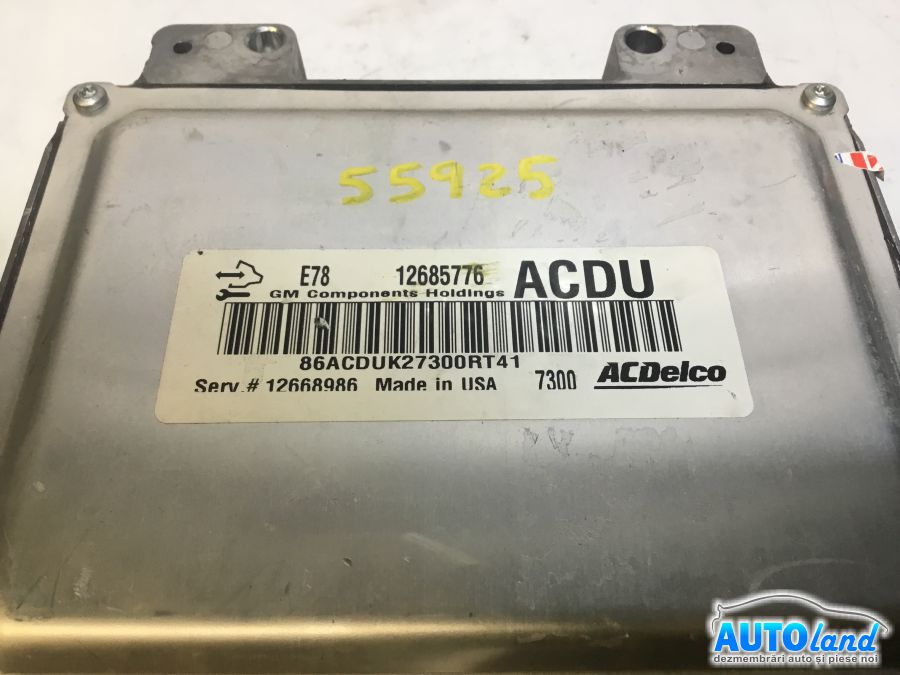 55925
E78 12685776 ACDU
GM Components Holdings
86ACDUK27300RT41
Serv.# 12668986 Made in USA 7300 ACDelco
AUTOland
dezmembrări auto și piese noi